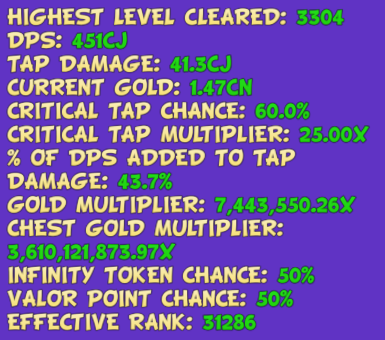 HIGHEST LEVEL CLEARED: 3304
DPS: 451CJ
TAP DAMAGE: 41.3CJ
CURRENT GOLD: 1.47CN
CRITICAL TAP CHANCE: 60.0%
CRITICAL TAP MULTIPLIER: 25.00X
% OF DPS ADDED TO TAP
DAMAGE: 43.7%
GOLD MULTIPLIER: 7,443,550.26X
CHEST GOLD MULTIPLIER:
3,610,121,873.97X
INFINITY TOKEN CHANCE: 50%
VALOR POINT CHANCE: 50%
EFFECTIVE RANK: 31286